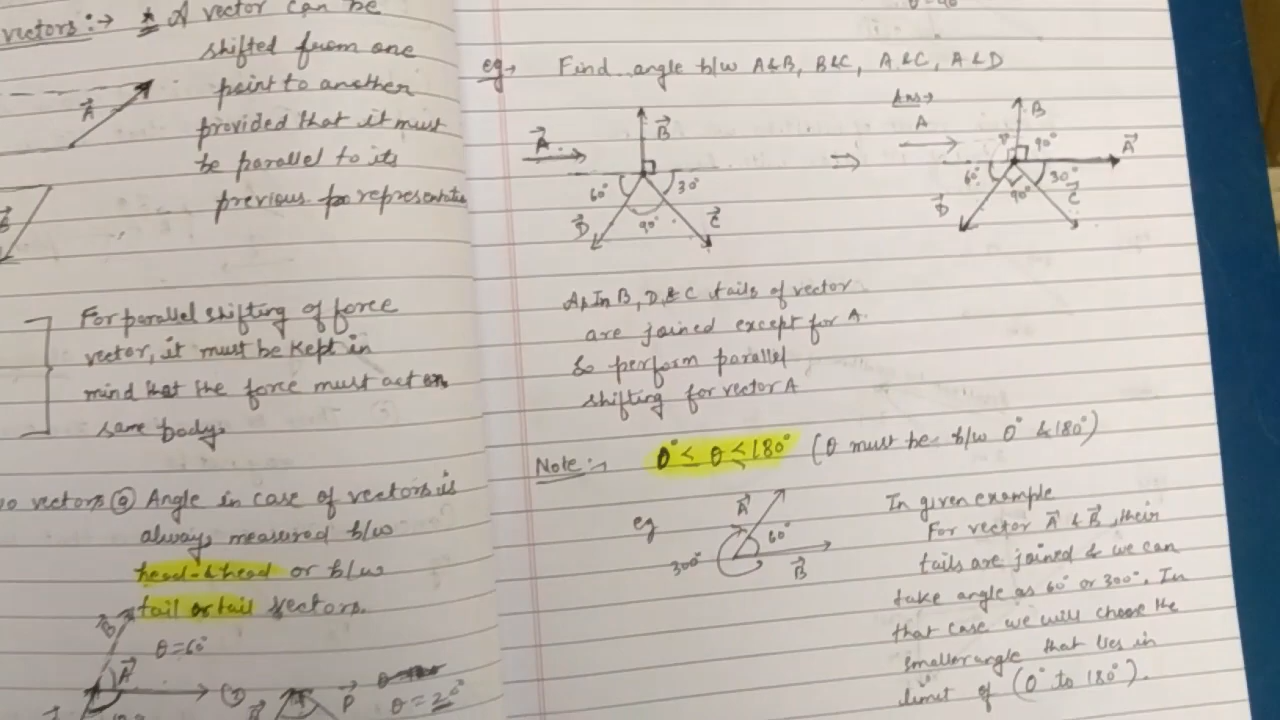 vectors :→ * A vector can be
shifted from one
point to another
provided that it must
be parallel to its
previous representation
A
For parallel shifting of force
vector, it must be kept in
mind that the force must act on
same body.
vectors @ Angle in case of vectors is
always measured b/w
head & head or b/w
tail or tail vectors.
θ = 60°
A
P
θ = 20°
eg→ Find angle b/w A&B, B&C, A&C, A&D
A
B
60°
30°
90°
D
C
⇒
Ans→
A
B
90°
A
60°
30°
90°
D
C
As In B, D, & C tails of vector
are joined except for A.
So perform parallel
shifting for vector A
Note:→ 0° ≤ θ ≤ 180° (θ must be b/w 0° & 180°)
eg
A
60°
300°
B
In given example
For vector A & B, their
tails are joined & we can
take angle as 60° or 300°. In
that case we will choose the
smaller angle that lies in
limit of (0° to 180°).